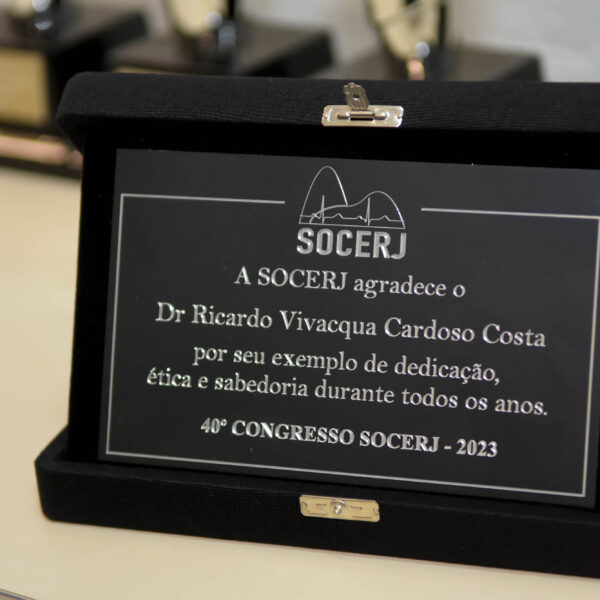 SOCERJ
A SOCERJ agradece o
Dr Ricardo Vivacqua Cardoso Costa
por seu exemplo de dedicação,
ética e sabedoria durante todos os anos.
40º CONGRESSO SOCERJ - 2023